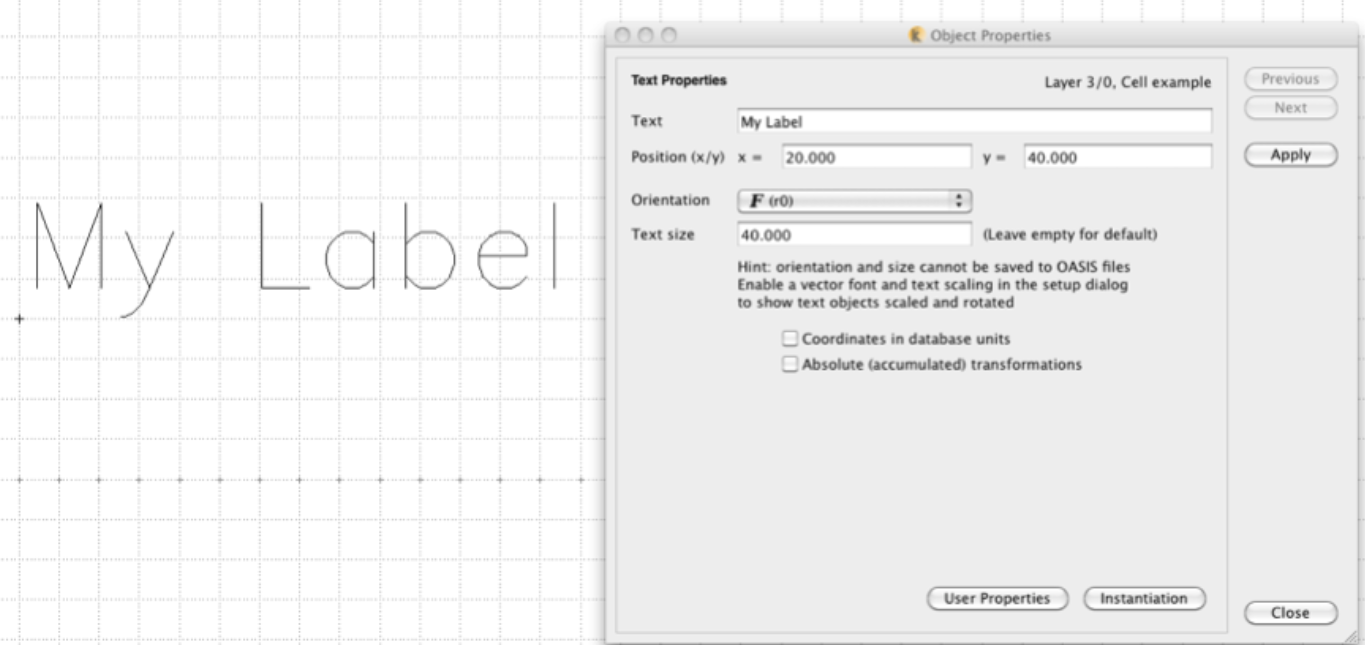 Object Properties
Text Properties
Layer 3/0, Cell example
Previous
Next
Text
My Label
Position (x/y) x = 20.000 y = 40.000
Apply
Orientation F (r0)
Text size 40.000 (Leave empty for default)
Hint: orientation and size cannot be saved to OASIS files
Enable a vector font and text scaling in the setup dialog
to show text objects scaled and rotated
Coordinates in database units
Absolute (accumulated) transformations
User Properties
Instantiation
Close
My Label